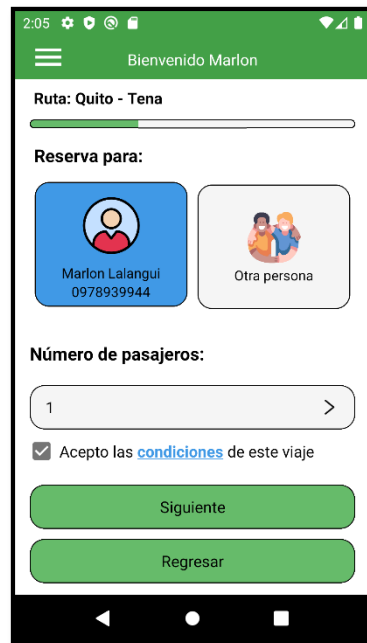 2:05
Bienvenido Marlon
Ruta: Quito - Tena
Reserva para:
Marlon Lalangui
0978939944
Otra persona
Número de pasajeros:
1
Acepto las condiciones de este viaje
Siguiente
Regresar